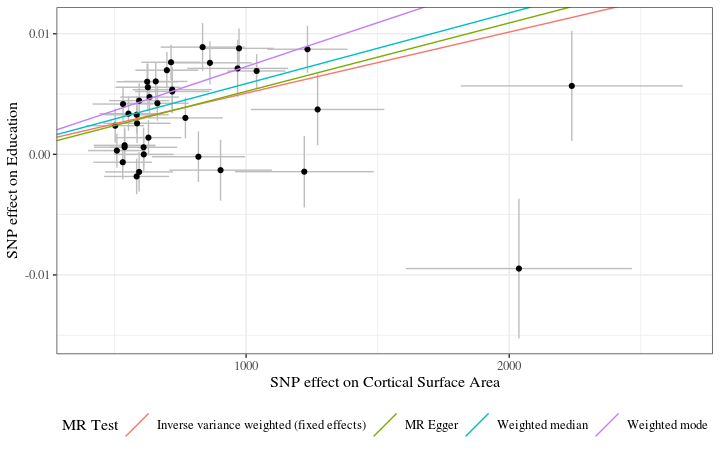 SNP effect on Education
0.01
0.00
-0.01
1000
2000
SNP effect on Cortical Surface Area
MR Test
Inverse variance weighted (fixed effects)
MR Egger
Weighted median
Weighted mode